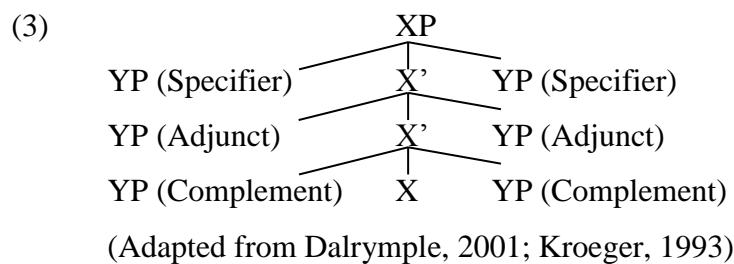 (3) XP
YP (Specifier) X’ YP (Specifier)
YP (Adjunct) X’ YP (Adjunct)
YP (Complement) X YP (Complement)
(Adapted from Dalrymple, 2001; Kroeger, 1993)